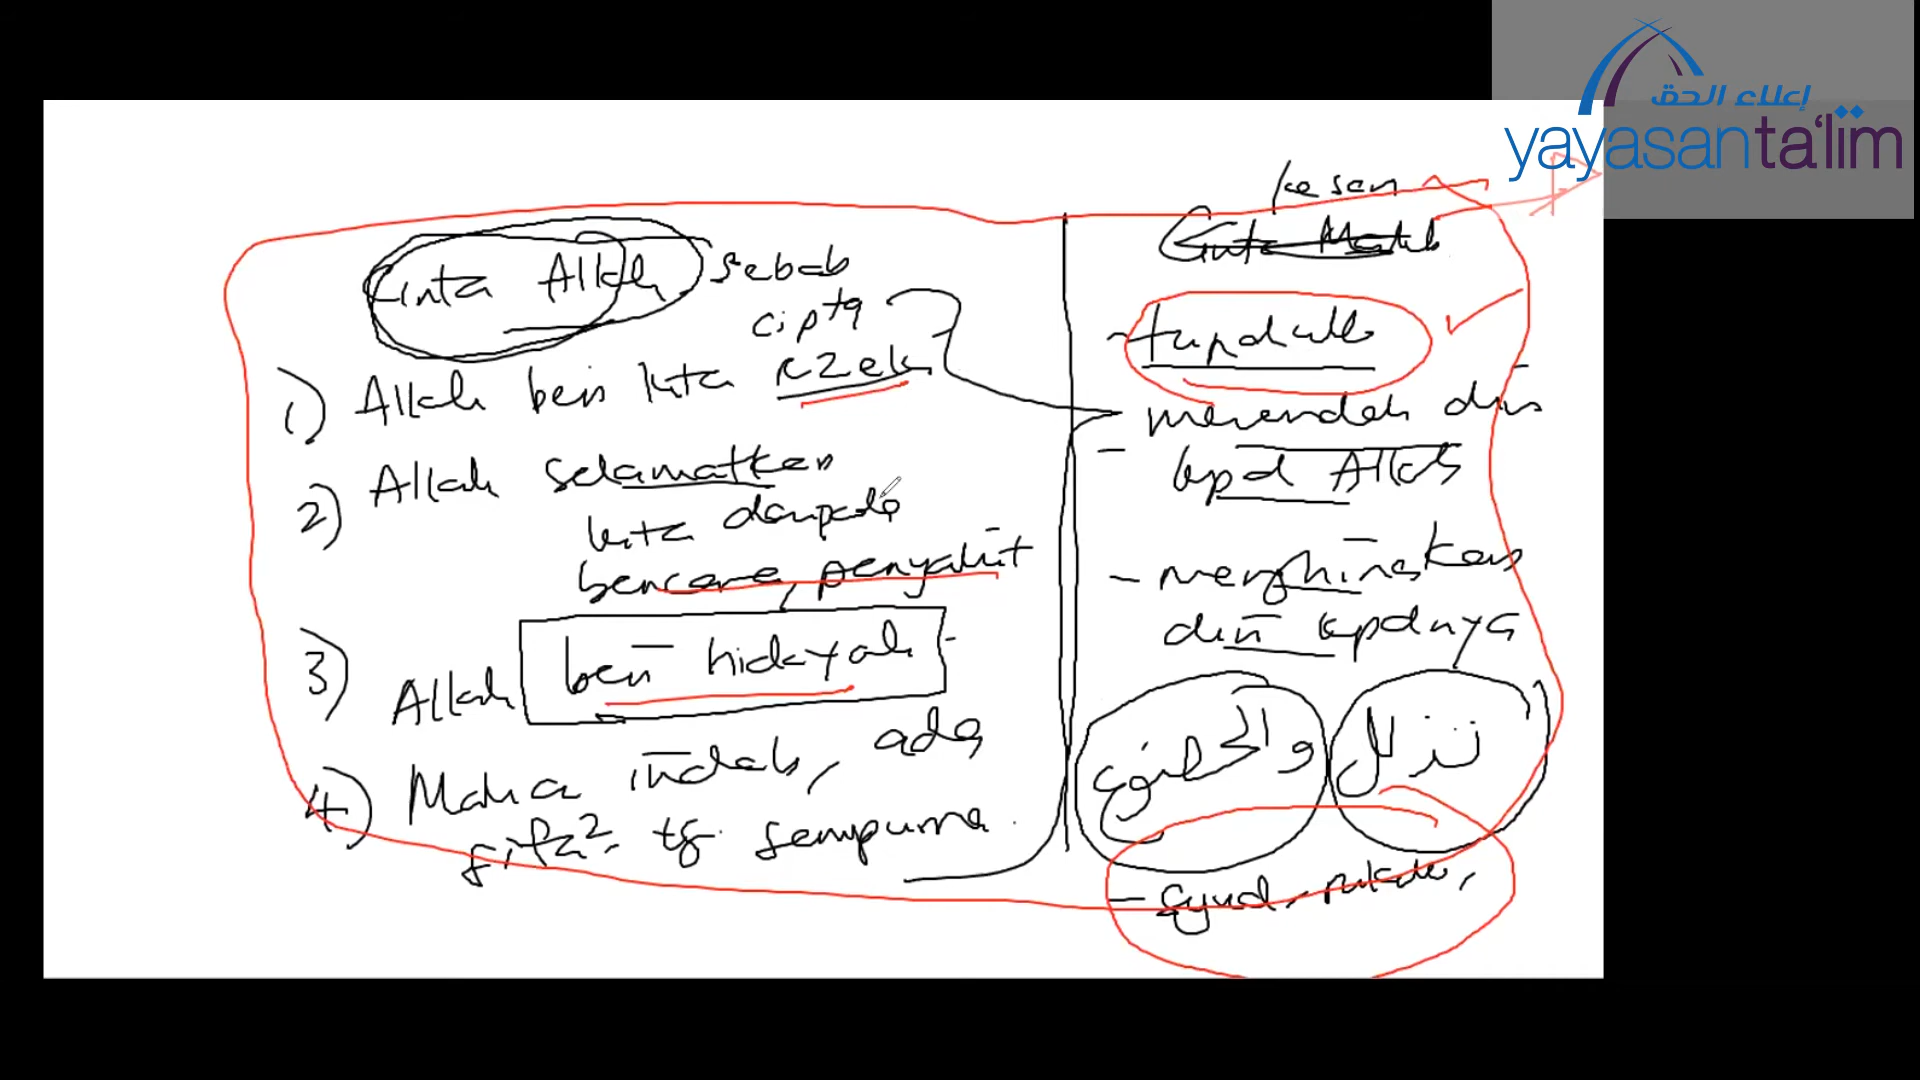 إعلاء الحق
yayasanta'lim
Cinta Allah sebab
cipta
1) Allah beri kita rzeki
2) Allah selamatkan
kita daripada
bencana, penyakit
3) Allah beri hidayah
4) Maha indah, ada
sifat2 yg sempurna.
kesan
Cinta
- tunduk
- merendah diri
kpd Allah
- menghinakan
diri kpdnya
تذلل والخضوع
- sujud, rukuk,